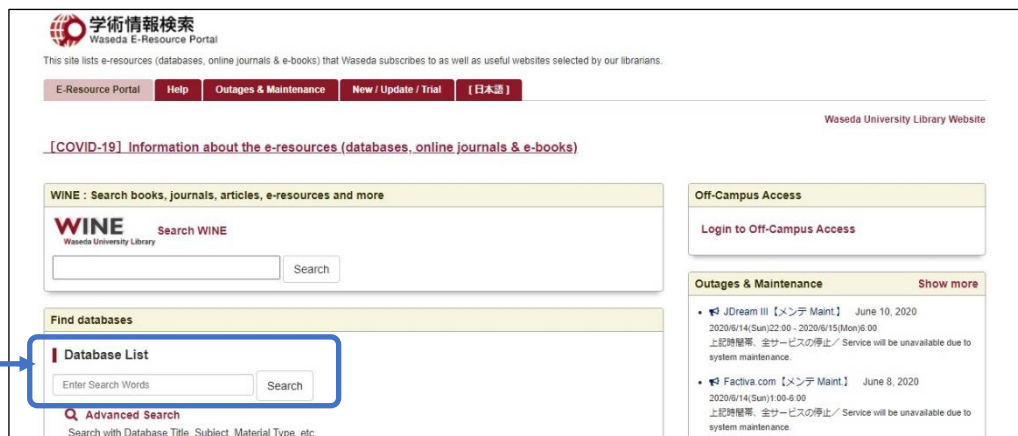 学術情報検索
Waseda E-Resource Portal
This site lists e-resources (databases, online journals & e-books) that Waseda subscribes to as well as useful websites selected by our librarians.
E-Resource Portal
Help
Outages & Maintenance
New / Update / Trial
[ 日本語 ]
Waseda University Library Website
[COVID-19] Information about the e-resources (databases, online journals & e-books)
WINE : Search books, journals, articles, e-resources and more
WINE
Waseda University Library
Search WINE
Search
Find databases
Database List
Enter Search Words
Search
Advanced Search
Search with Database Title, Subject, Material Type, etc.
Off-Campus Access
Login to Off-Campus Access
Outages & Maintenance
Show more
JDream III【メンテ Maint.】 June 10, 2020
2020/6/14(Sun)22:00 - 2020/6/15(Mon)6:00
上記時間帯、全サービスの停止／ Service will be unavailable due to
system maintenance.
Factiva.com【メンテ Maint.】 June 8, 2020
2020/6/14(Sun)1:00-6:00
上記時間帯、全サービスの停止／ Service will be unavailable due to
system maintenance.